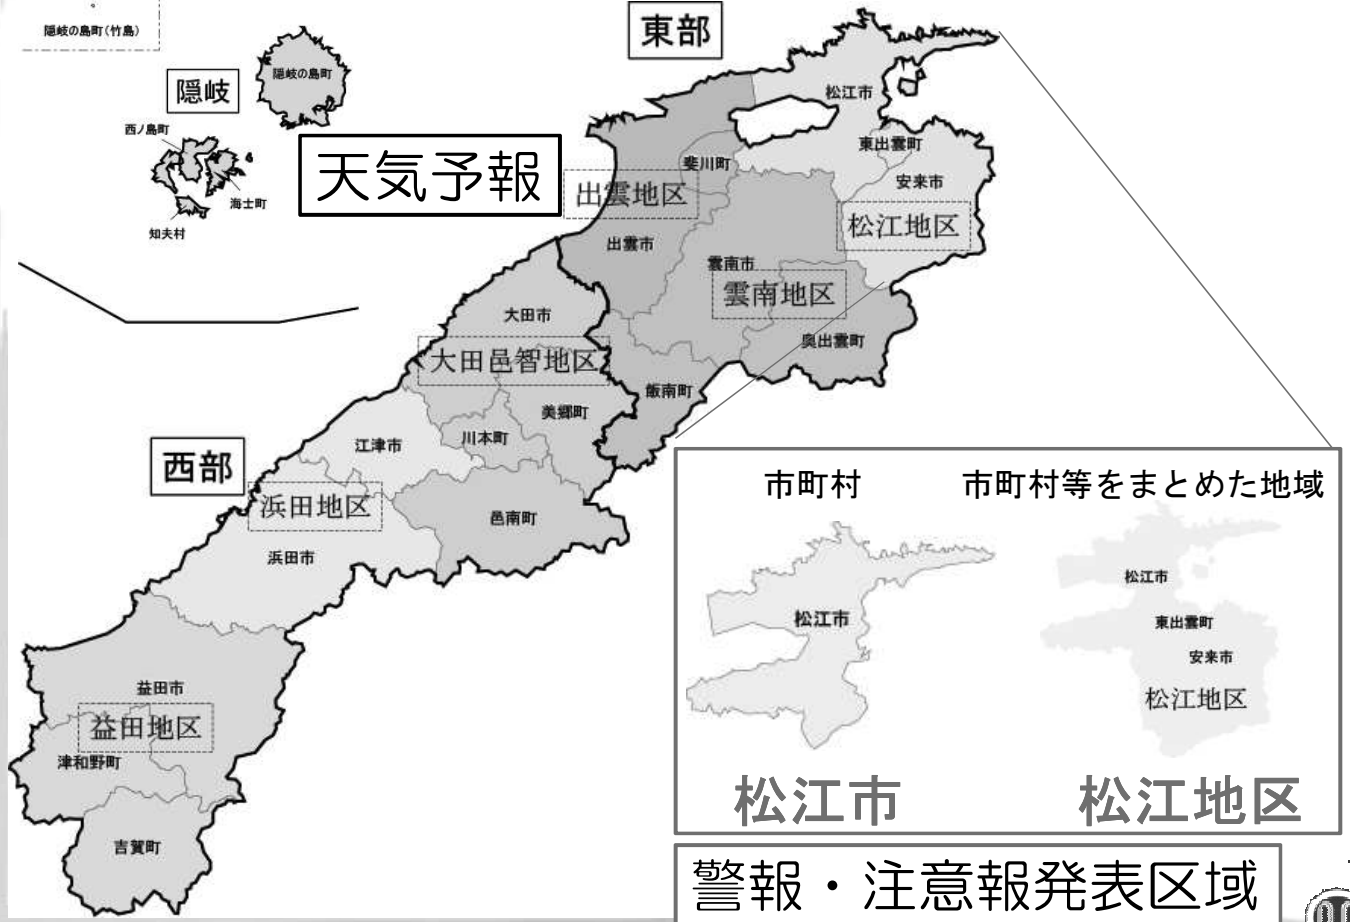 隠岐の島町(竹島)
隠岐
隠岐の島町
西ノ島町
海士町
知夫村
天気予報
東部
松江市
東出雲町
安来市
松江地区
斐川町
出雲地区
出雲市
雲南市
雲南地区
奥出雲町
飯南町
大田市
大田邑智地区
美郷町
川本町
江津市
西部
浜田地区
邑南町
浜田市
益田市
益田地区
津和野町
吉賀町
市町村
市町村等をまとめた地域
松江市
松江市
東出雲町
安来市
松江地区
松江市
松江地区
警報・注意報発表区域